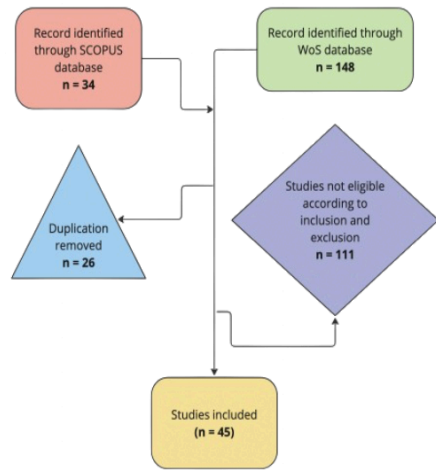 Record identified
through SCOPUS
database
n = 34
Record identified through
WoS database
n = 148
Duplication
removed
n = 26
Studies not eligible
according to
inclusion and
exclusion
n = 111
Studies included
(n = 45)